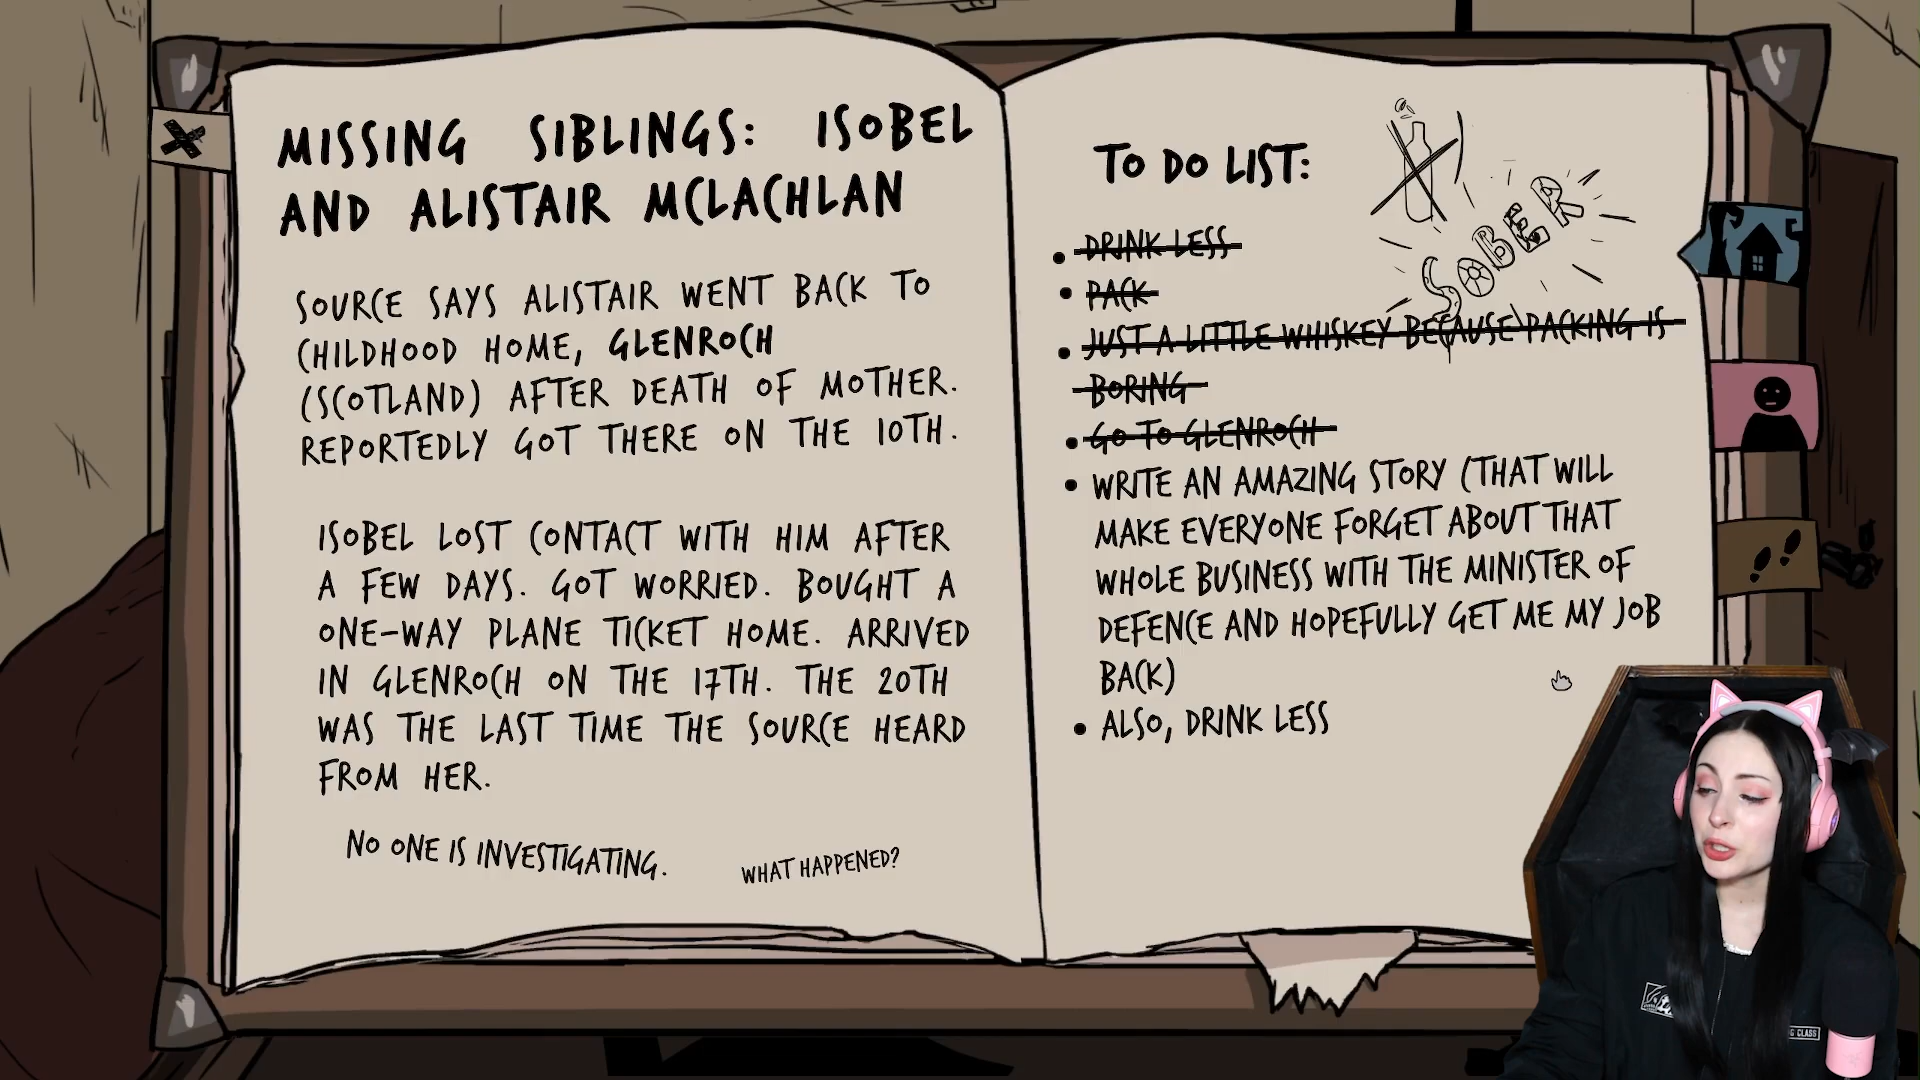 MISSING SIBLINGS: ISOBEL
AND ALISTAIR MCLACHLAN
SOURCE SAYS ALISTAIR WENT BACK TO
CHILDHOOD HOME, GLENROCH
(SCOTLAND) AFTER DEATH OF MOTHER.
REPORTEDLY GOT THERE ON THE 10TH.
ISOBEL LOST CONTACT WITH HIM AFTER
A FEW DAYS. GOT WORRIED. BOUGHT A
ONE-WAY PLANE TICKET HOME. ARRIVED
IN GLENROCH ON THE 17TH. THE 20TH
WAS THE LAST TIME THE SOURCE HEARD
FROM HER.
NO ONE IS INVESTIGATING.
WHAT HAPPENED?
TO DO LIST:
SOBER
• DRINK LESS
• PACK
• JUST A LITTLE WHISKEY BECAUSE PACKING IS
BORING
• GO TO GLENROCH
• WRITE AN AMAZING STORY (THAT WILL
MAKE EVERYONE FORGET ABOUT THAT
WHOLE BUSINESS WITH THE MINISTER OF
DEFENCE AND HOPEFULLY GET ME MY JOB
BACK)
• ALSO, DRINK LESS
CLASS